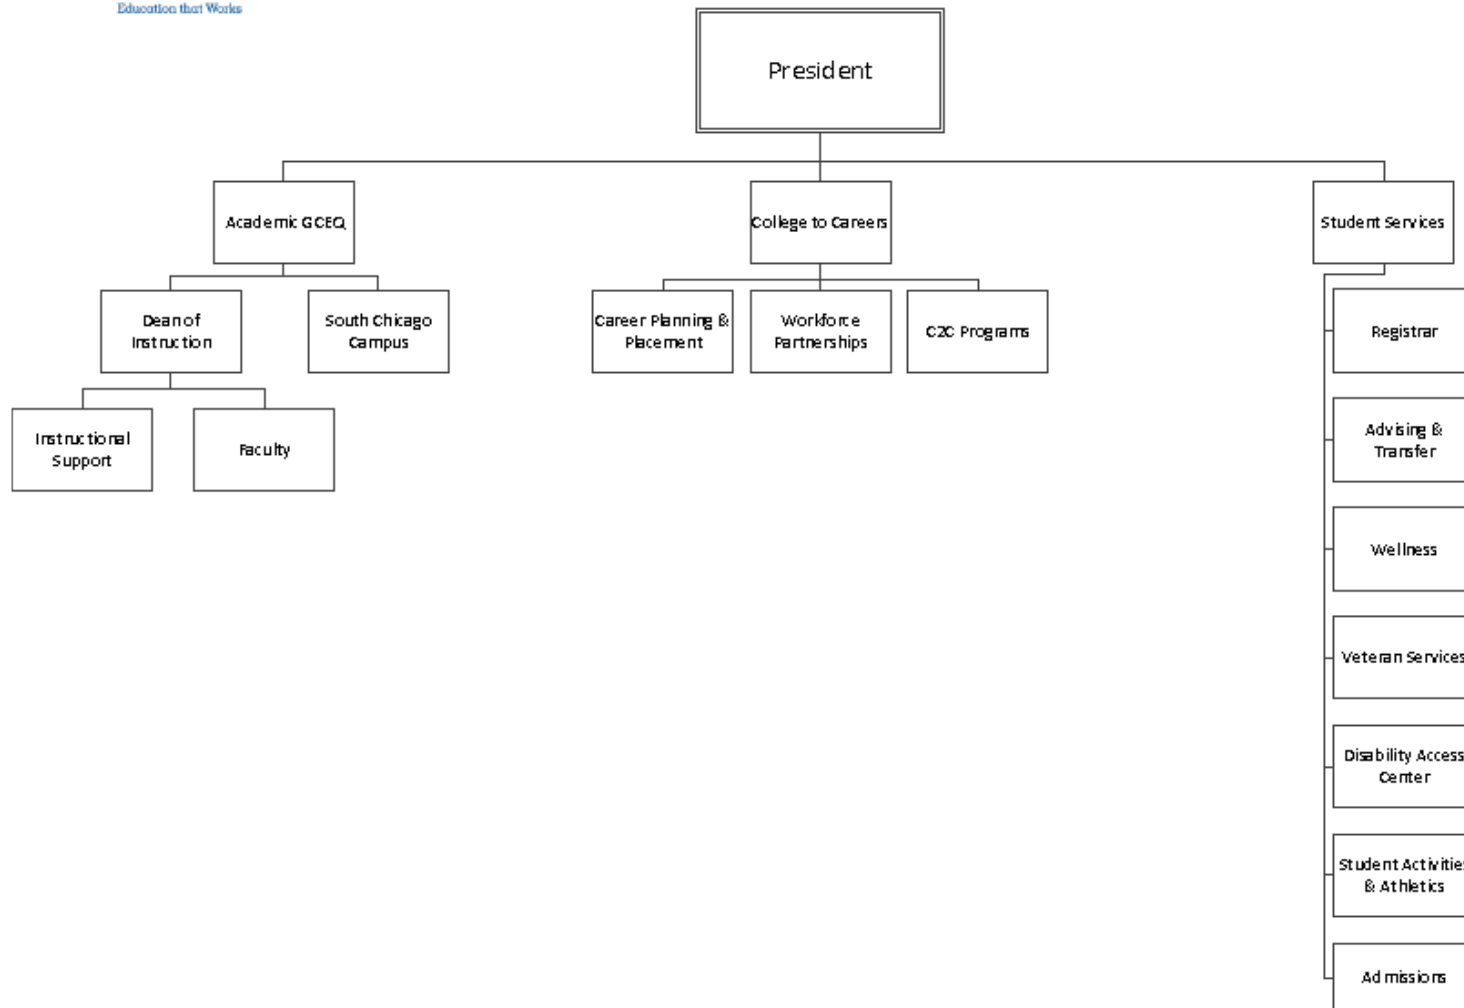 Education that Works
President
Academic GCEQ
College to Careers
Student Services
Dean of
Instruction
South Chicago
Campus
Career Planning &
Placement
Workforce
Partnerships
C2C Programs
Registrar
Instructional
Support
Faculty
Advising &
Transfer
Wellness
Veteran Services
Disability Access
Center
Student Activities
& Athletics
Admissions